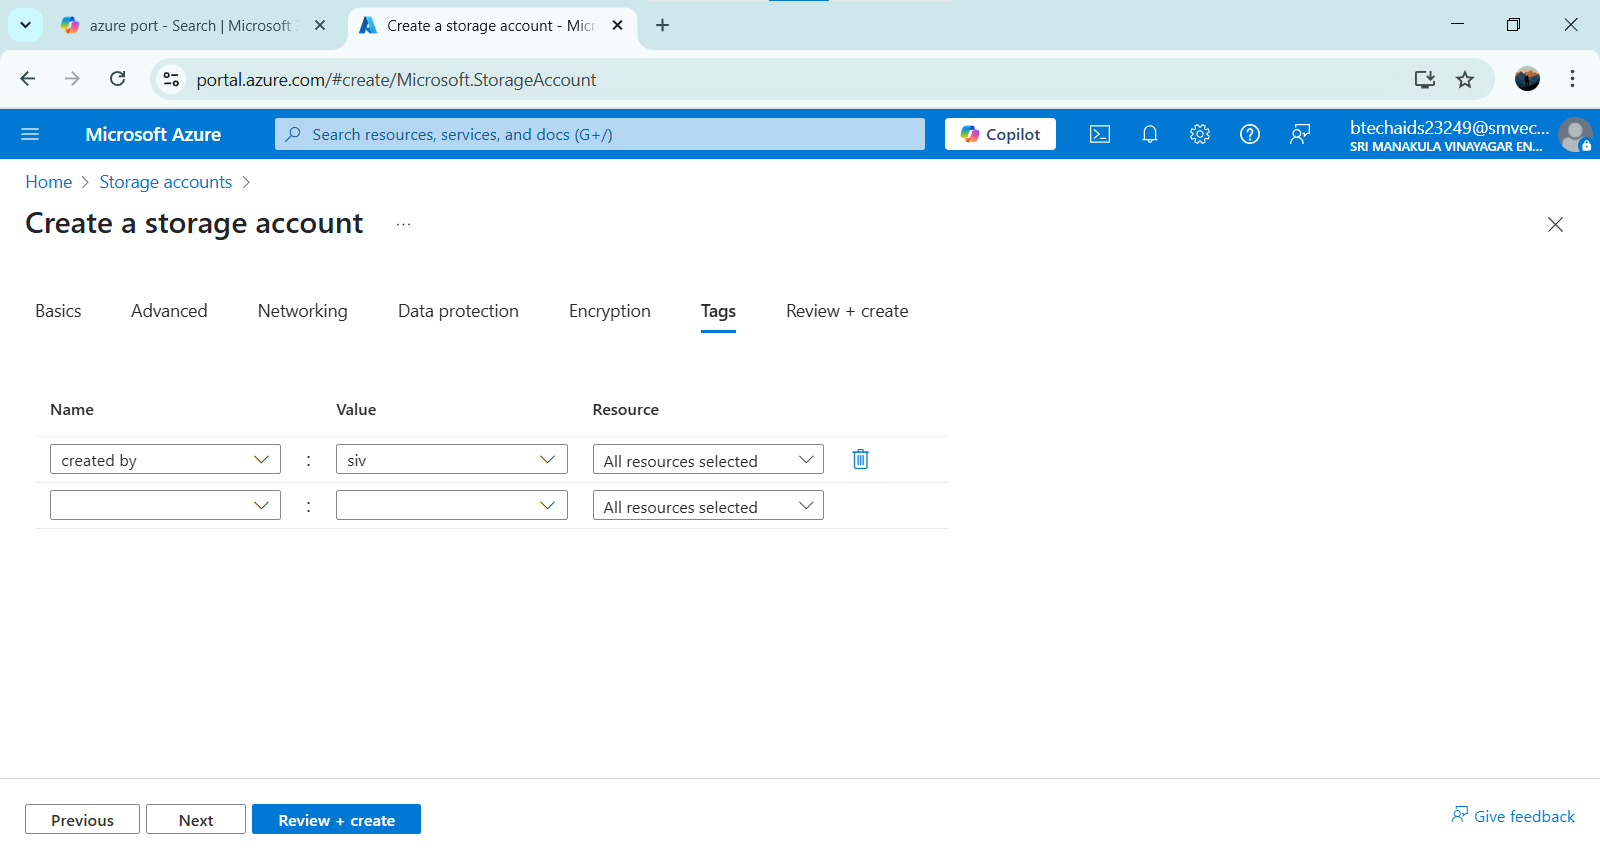 azure port - Search | Microsoft
Create a storage account - Micr
portal.azure.com/#create/Microsoft.StorageAccount
Microsoft Azure
Search resources, services, and docs (G+/)
Copilot
btechaids23249@smvec...
SRI MANAKULA VINAYAGAR EN...
Home > Storage accounts >
Create a storage account ...
Basics Advanced Networking Data protection Encryption Tags Review + create
Name Value Resource
created by : siv All resources selected
: All resources selected
Previous Next Review + create
Give feedback